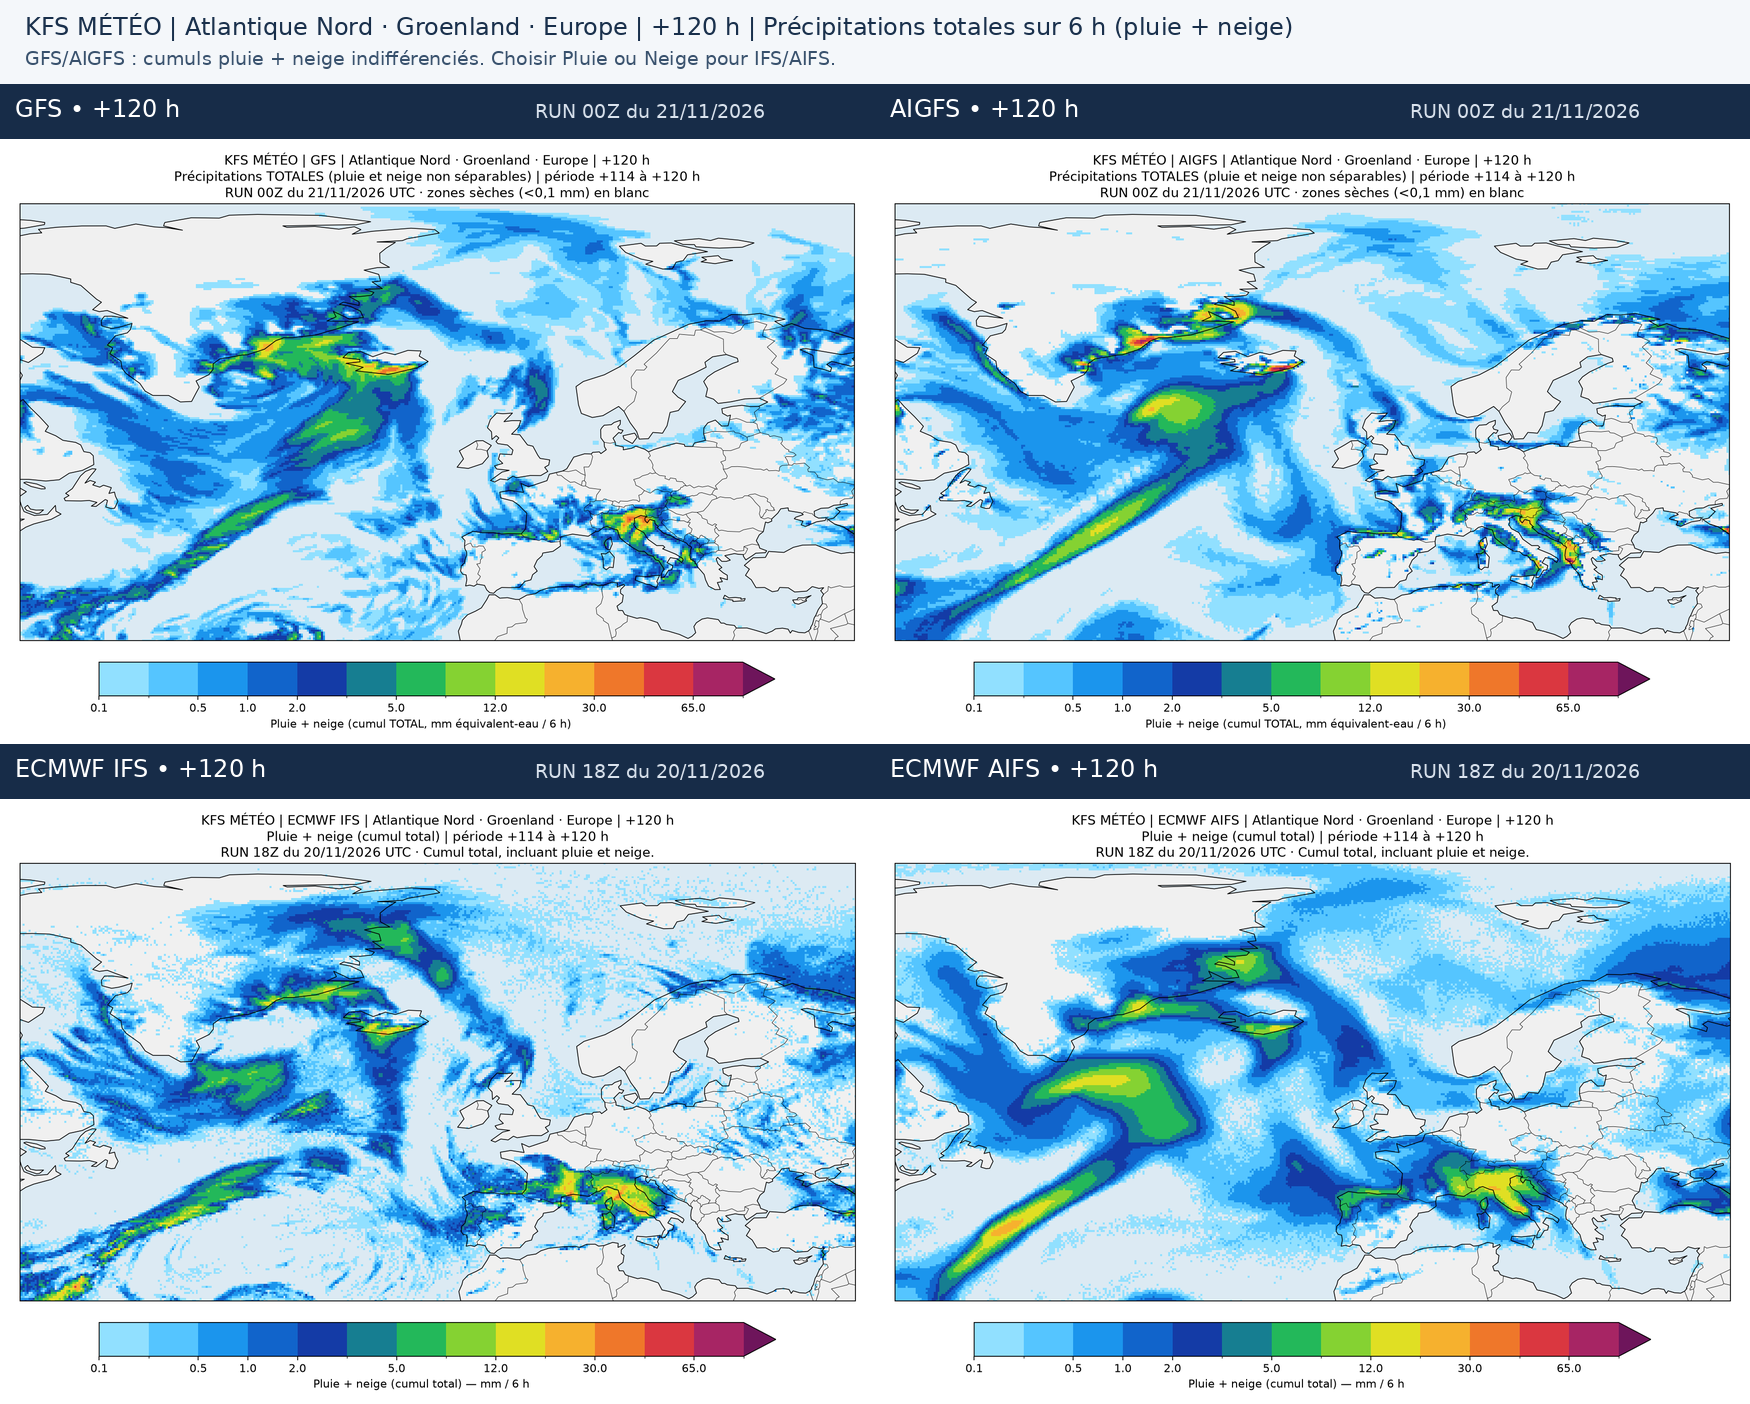 KFS MÉTÉO | Atlantique Nord · Groenland · Europe | +120 h | Précipitations totales sur 6 h (pluie + neige)
GFS/AIGFS : cumuls pluie + neige indifférenciés. Choisir Pluie ou Neige pour IFS/AIFS.
GFS • +120 h
RUN 00Z du 21/11/2026
AIGFS • +120 h
RUN 00Z du 21/11/2026
KFS MÉTÉO | GFS | Atlantique Nord · Groenland · Europe | +120 h
Précipitations TOTALES (pluie et neige non séparables) | période +114 à +120 h
RUN 00Z du 21/11/2026 UTC · zones sèches (<0,1 mm) en blanc
KFS MÉTÉO | AIGFS | Atlantique Nord · Groenland · Europe | +120 h
Précipitations TOTALES (pluie et neige non séparables) | période +114 à +120 h
RUN 00Z du 21/11/2026 UTC · zones sèches (<0,1 mm) en blanc
0.1 0.5 1.0 2.0 5.0 12.0 30.0 65.0
Pluie + neige (cumul TOTAL, mm équivalent-eau / 6 h)
0.1 0.5 1.0 2.0 5.0 12.0 30.0 65.0
Pluie + neige (cumul TOTAL, mm équivalent-eau / 6 h)
ECMWF IFS • +120 h
RUN 18Z du 20/11/2026
ECMWF AIFS • +120 h
RUN 18Z du 20/11/2026
KFS MÉTÉO | ECMWF IFS | Atlantique Nord · Groenland · Europe | +120 h
Pluie + neige (cumul total) | période +114 à +120 h
RUN 18Z du 20/11/2026 UTC · Cumul total, incluant pluie et neige.
KFS MÉTÉO | ECMWF AIFS | Atlantique Nord · Groenland · Europe | +120 h
Pluie + neige (cumul total) | période +114 à +120 h
RUN 18Z du 20/11/2026 UTC · Cumul total, incluant pluie et neige.
0.1 0.5 1.0 2.0 5.0 12.0 30.0 65.0
Pluie + neige (cumul total) — mm / 6 h
0.1 0.5 1.0 2.0 5.0 12.0 30.0 65.0
Pluie + neige (cumul total) — mm / 6 h